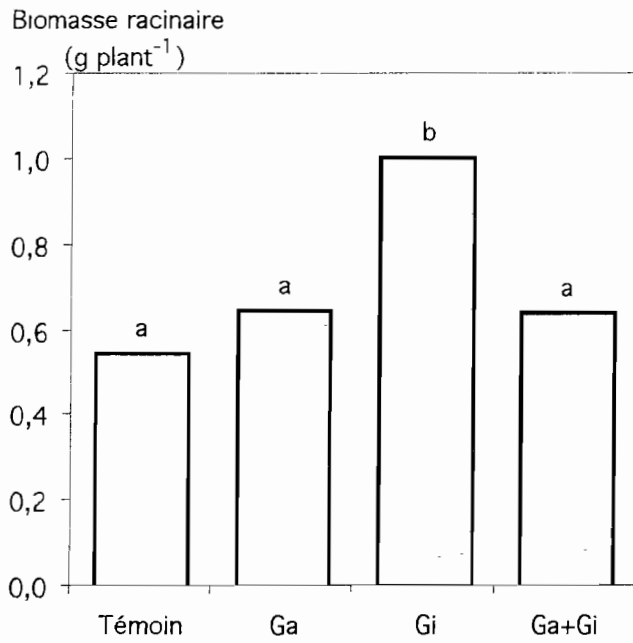 Biomasse racinaire
(g plant⁻¹)
1,2
1,0
0,8
0,6
0,4
0,2
0,0
a
a
b
a
Témoin
Ga
Gi
Ga+Gi